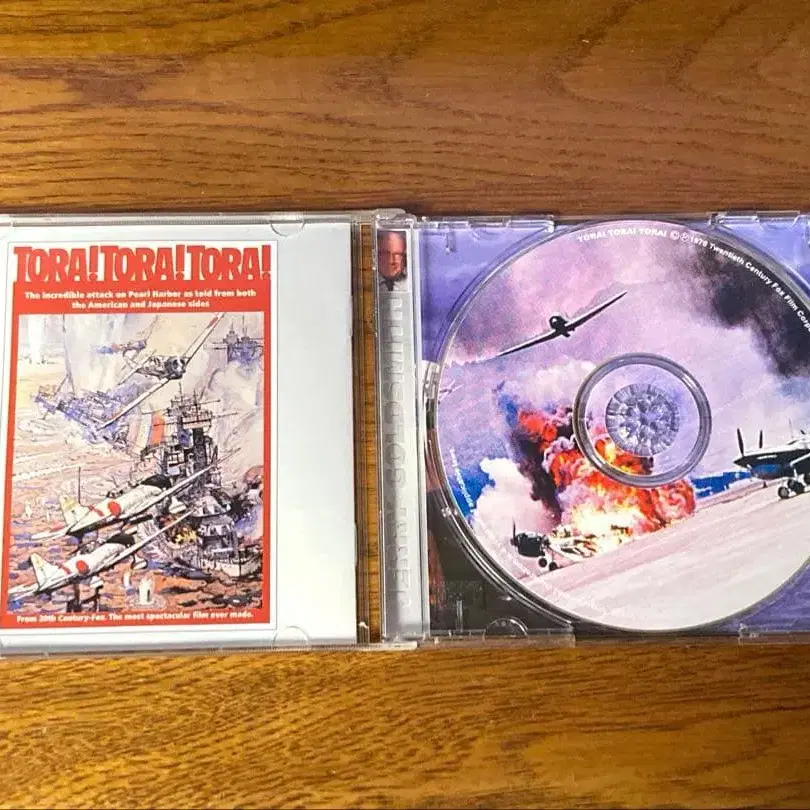 TORA! TORA! TORA!
The incredible attack on Pearl Harbor as told from both
the American and Japanese sides
From 20th Century-Fox. The most spectacular film ever made.
TORA! TORA! TORA! ©℗1970 Twentieth Century Fox Film Corp